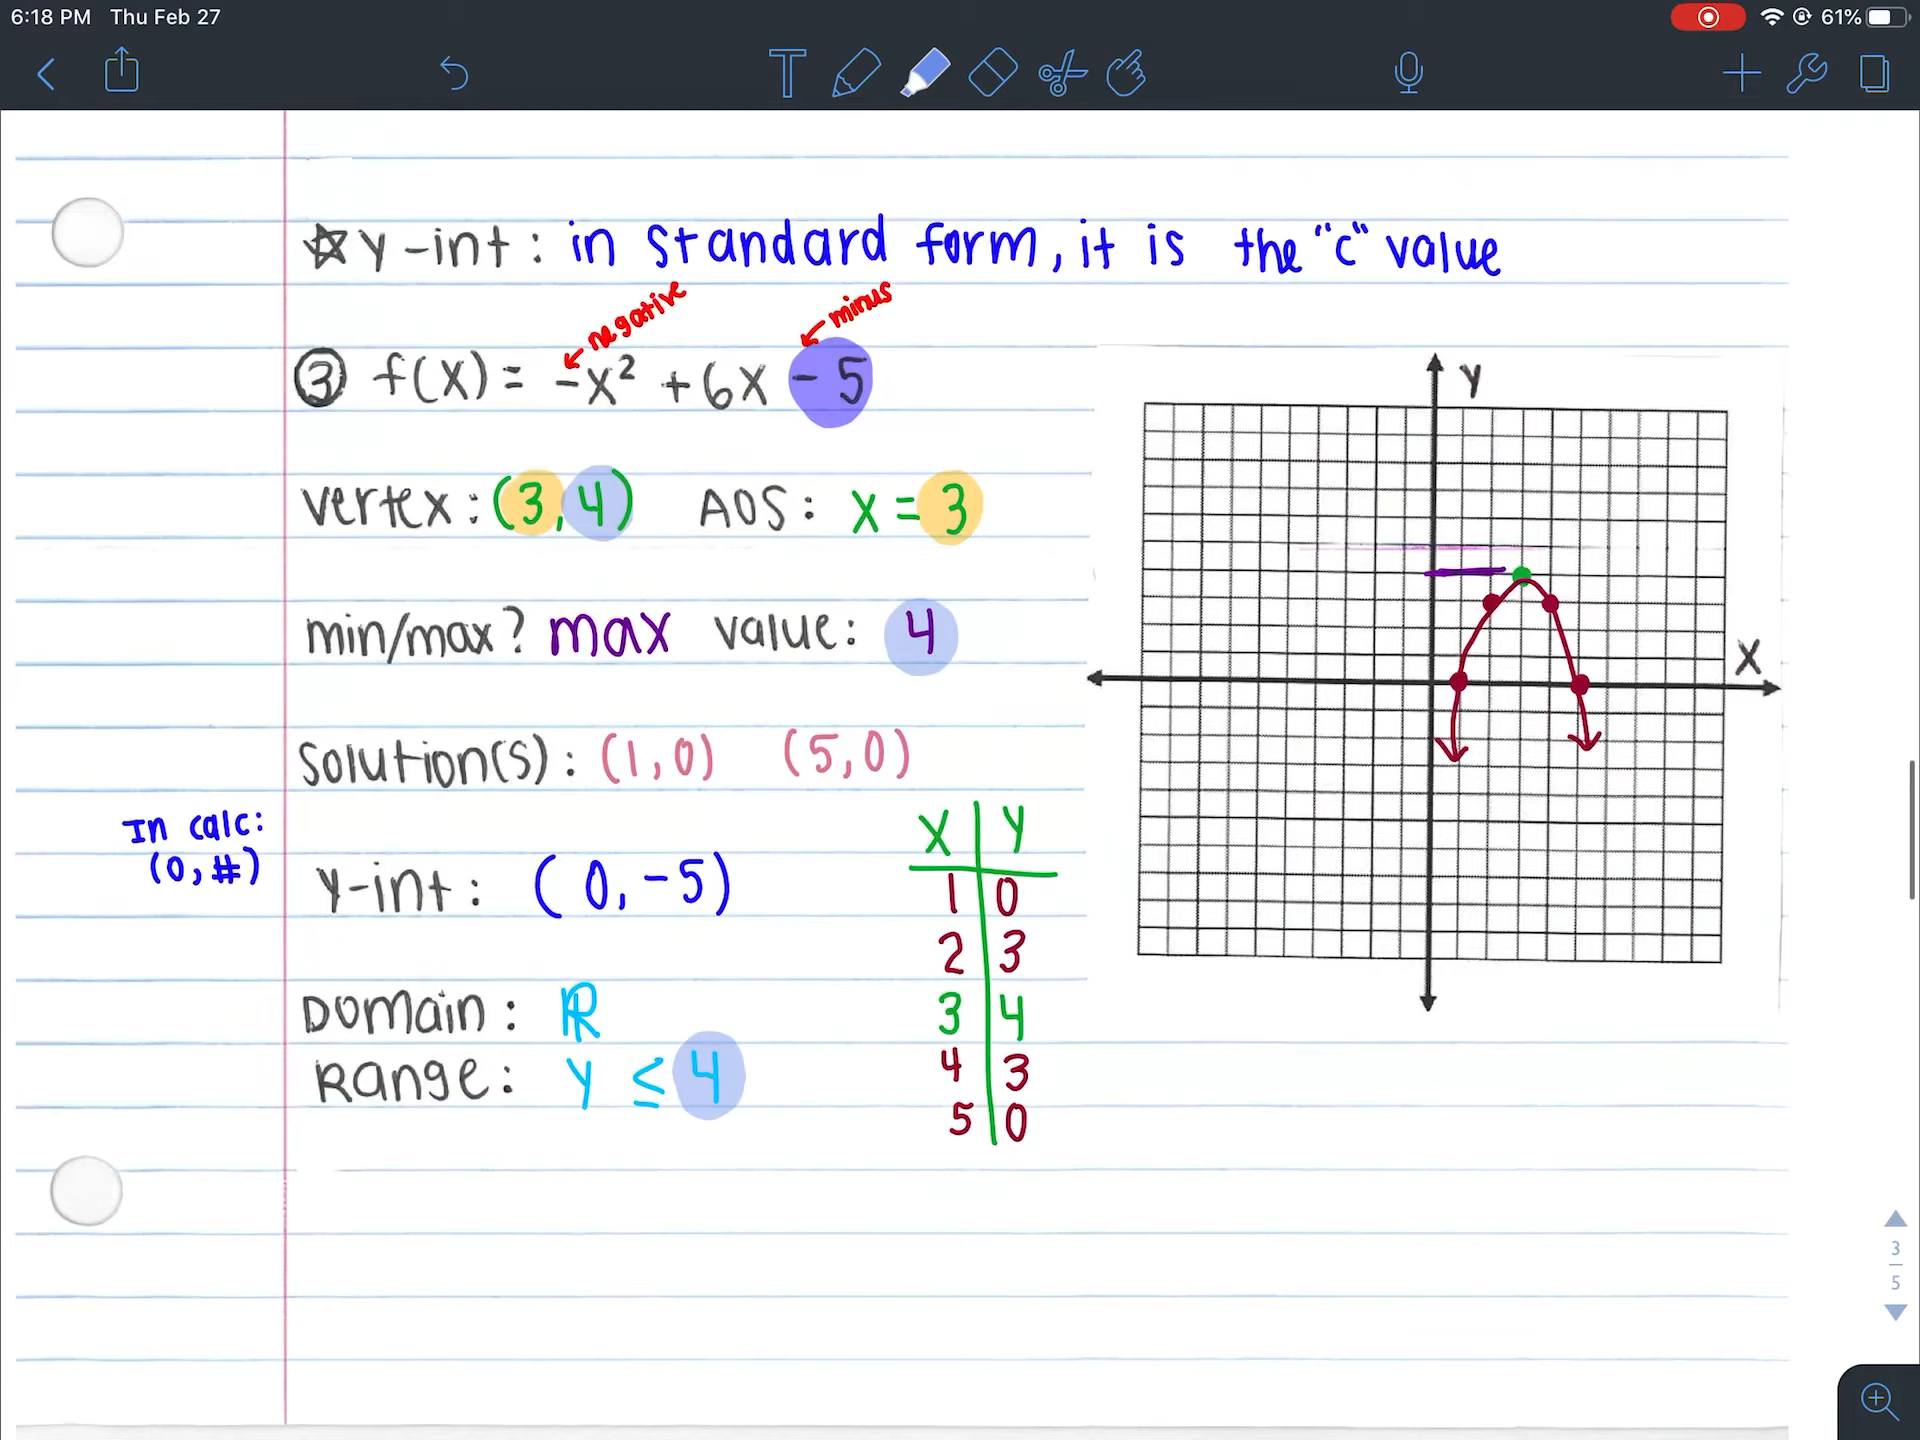 6:18 PM Thu Feb 27
61%
T
☆ Y-int: in standard form, it is the "c" value
negative
minus
③ f(x) = -x² + 6x - 5
Y
vertex: (3,4) AOS: x = 3
min/max? max value: 4
X
solution(s): (1,0) (5,0)
In calc:
(0,#)
Y-int: (0,-5)
X Y
1 0
2 3
3 4
4 3
5 0
Domain: ℝ
Range: Y ≤ 4
3
5